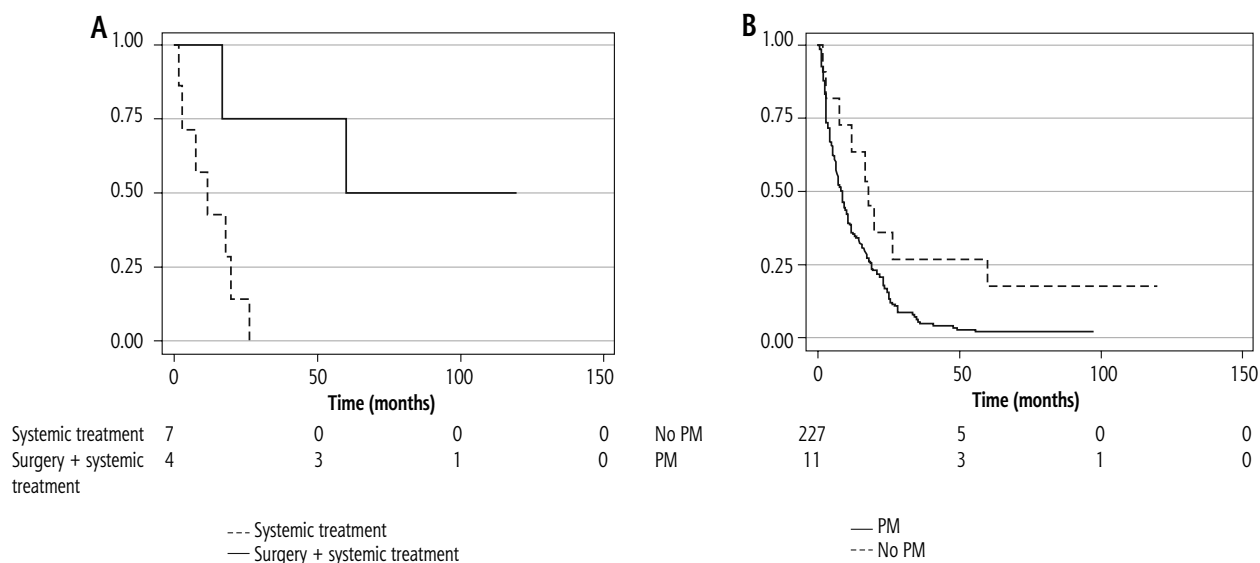 A
1.00
0.75
0.50
0.25
0.00
0 50 100 150
Time (months)
Systemic treatment 7 0 0 0
Surgery + systemic 4 3 1 0
treatment
Systemic treatment
Surgery + systemic treatment
B
1.00
0.75
0.50
0.25
0.00
0 50 100 150
Time (months)
No PM 227 5 0 0
PM 11 3 1 0
PM
No PM